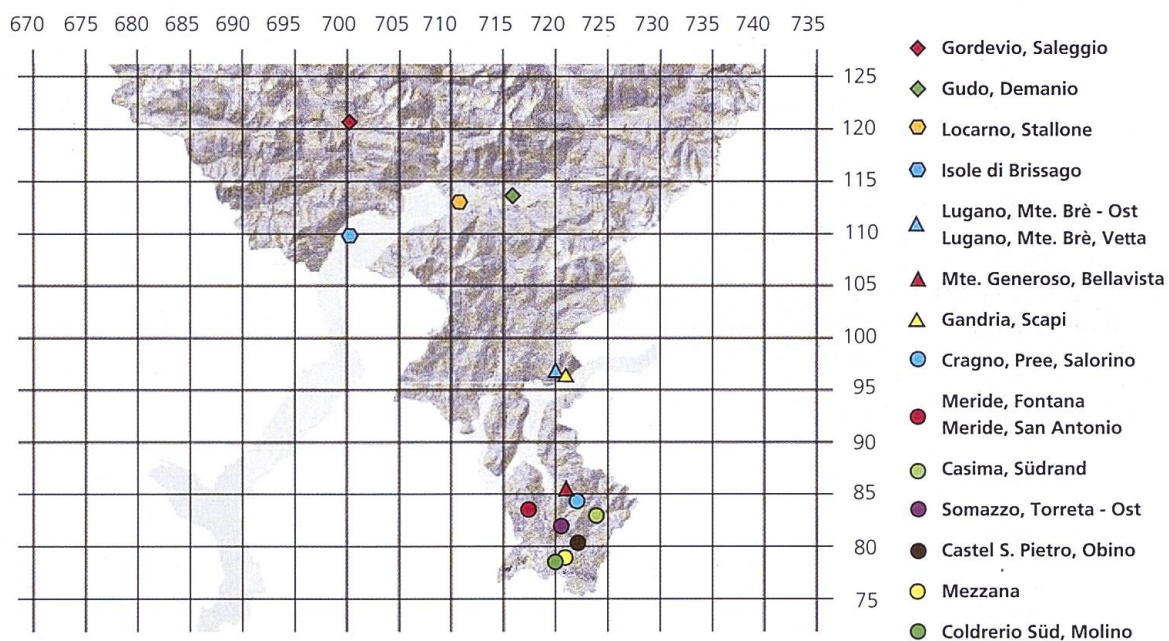 670 675 680 685 690 695 700 705 710 715 720 725 730 735 740 735
125
120
115
110
105
100
95
90
85
80
75
Gordevio, Saleggio
Gudo, Demanio
Locarno, Stallone
Isole di Brissago
Lugano, Mte. Brè - Ost
Lugano, Mte. Brè, Vetta
Mte. Generoso, Bellavista
Gandria, Scapi
Cragno, Pree, Salorino
Meride, Fontana
Meride, San Antonio
Casima, Südrand
Somazzo, Torreta - Ost
Castel S. Pietro, Obino
Mezzana
Coldrerio Süd, Molino